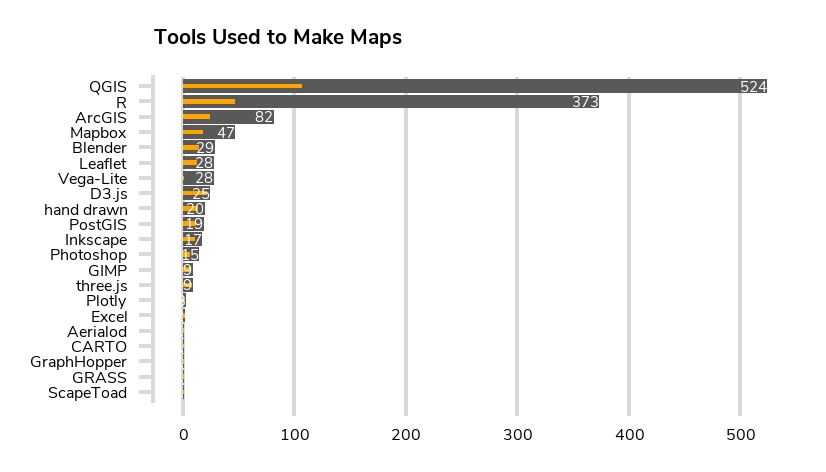 Tools Used to Make Maps
QGIS 524
R 373
ArcGIS 82
Mapbox 47
Blender 29
Leaflet 28
Vega-Lite 28
D3.js 25
hand drawn 20
PostGIS 19
Inkscape 17
Photoshop 15
GIMP 9
three.js 9
Plotly
Excel
Aerialod
CARTO
GraphHopper
GRASS
ScapeToad
0 100 200 300 400 500